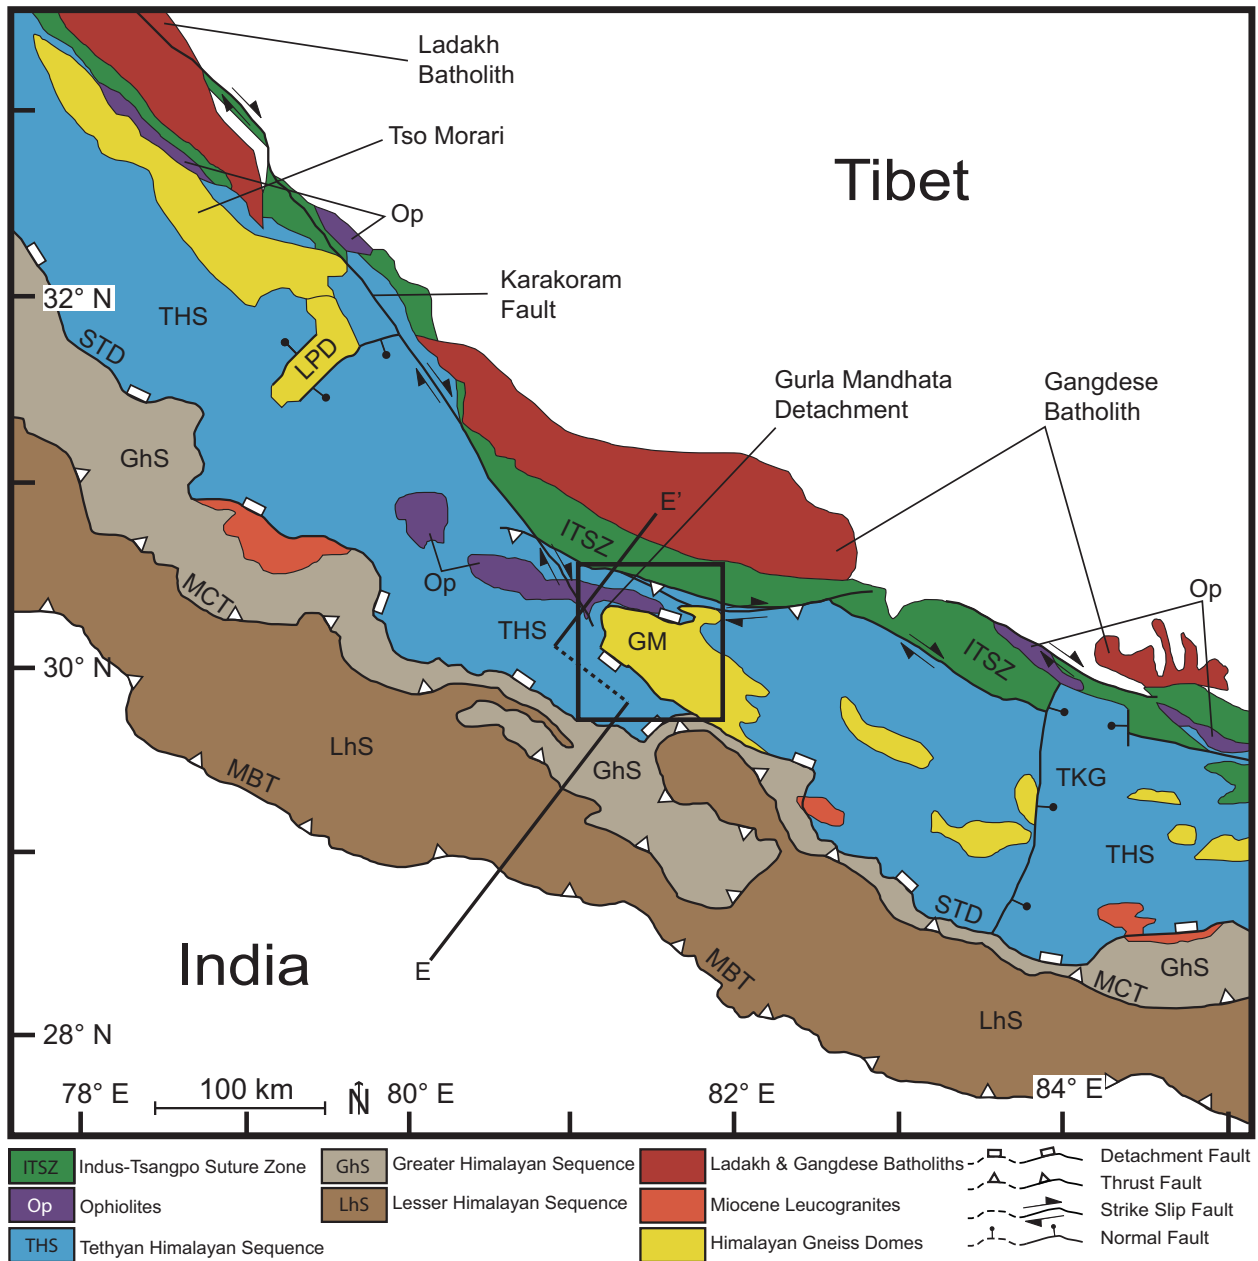 Ladakh
Batholith
Tso Morari
Tibet
Op
Karakoram
Fault
32° N
THS
STD
LPD
Gurla Mandhata
Detachment
Gangdese
Batholith
GhS
E'
ITSZ
MCT
Op
Op
THS
GM
ITSZ
30° N
LhS
MBT
GhS
TKG
THS
STD
India
E
MBT
GhS
MCT
LhS
28° N
78° E
100 km
N
80° E
82° E
84° E
ITSZ Indus-Tsangpo Suture Zone
Op Ophiolites
THS Tethyan Himalayan Sequence
GhS Greater Himalayan Sequence
LhS Lesser Himalayan Sequence
Ladakh & Gangdese Batholiths
Miocene Leucogranites
Himalayan Gneiss Domes
Detachment Fault
Thrust Fault
Strike Slip Fault
Normal Fault